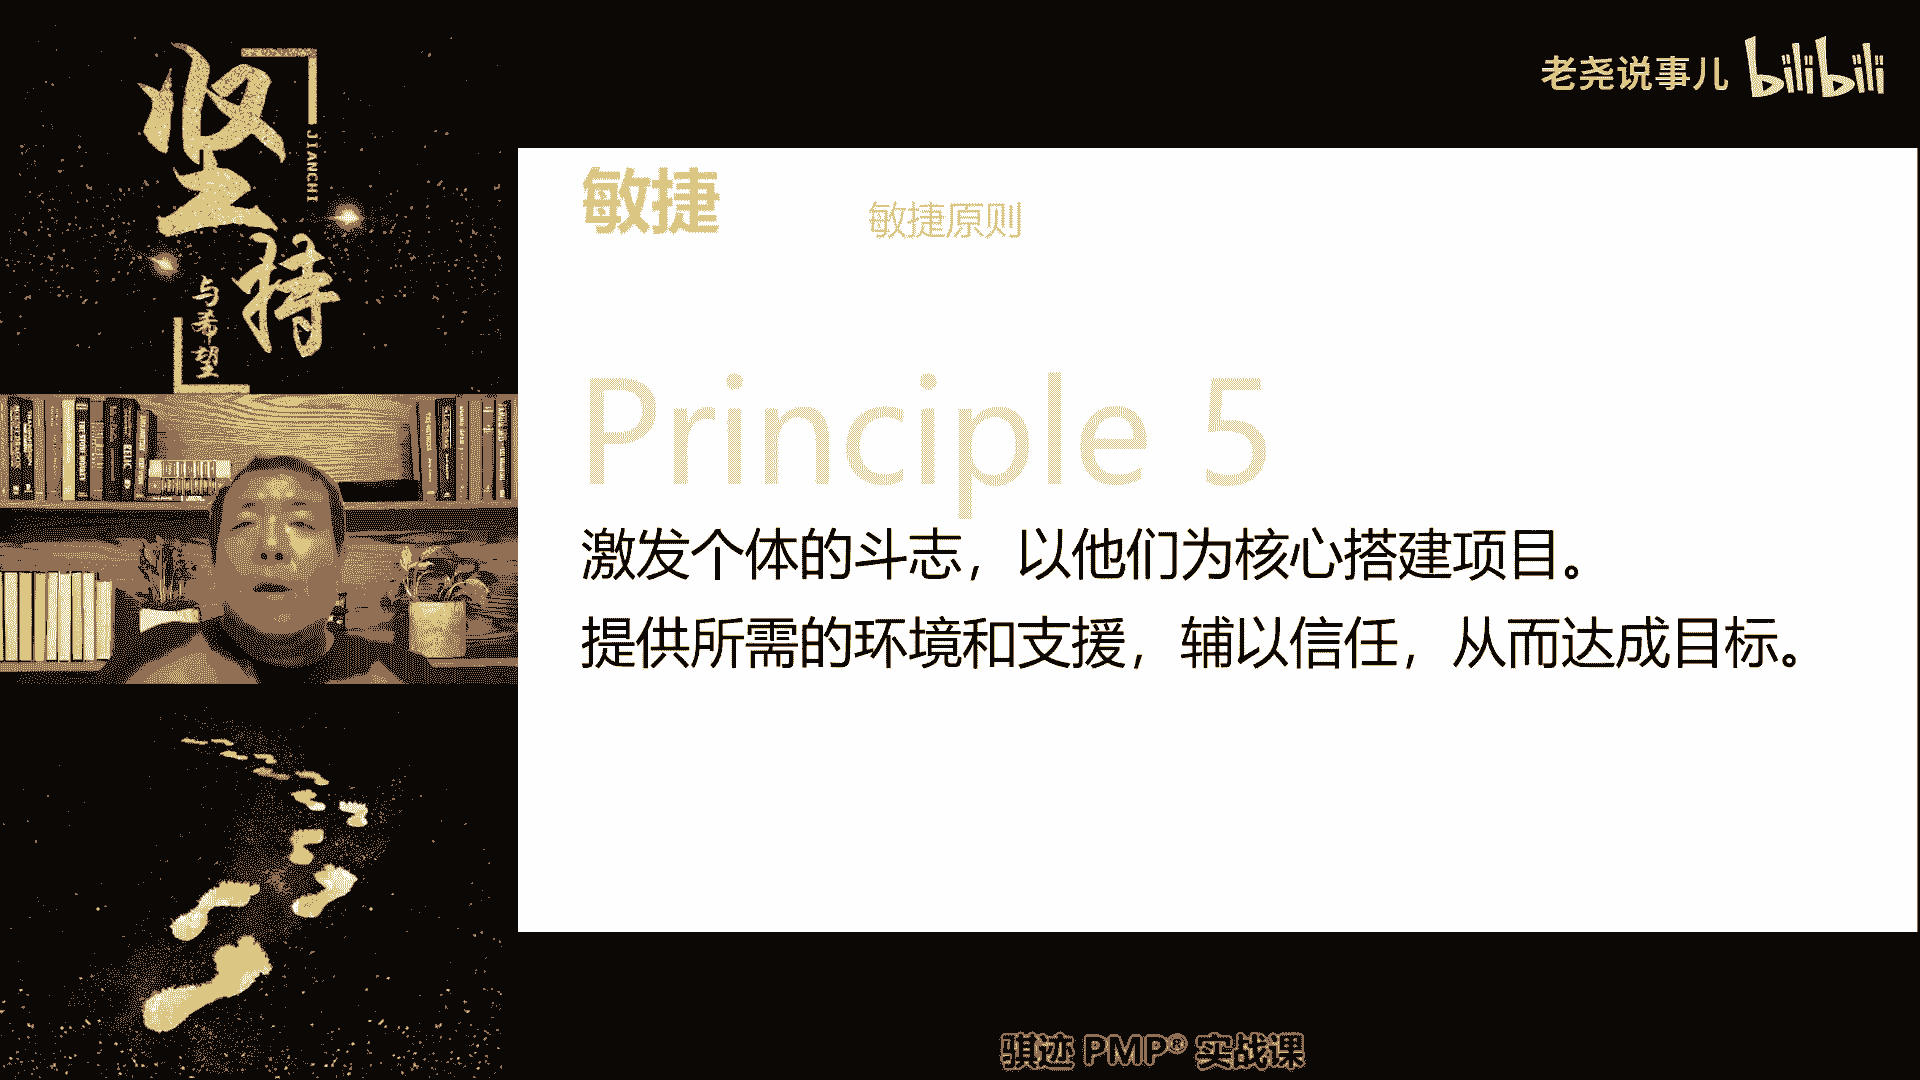 坚持
JIANCHI
与希望
老尧说事儿 bilibili
敏捷
敏捷原则
Principle 5
激发个体的斗志，以他们为核心搭建项目。
提供所需的环境和支援，辅以信任，从而达成目标。
骐迹 PMP® 实战课